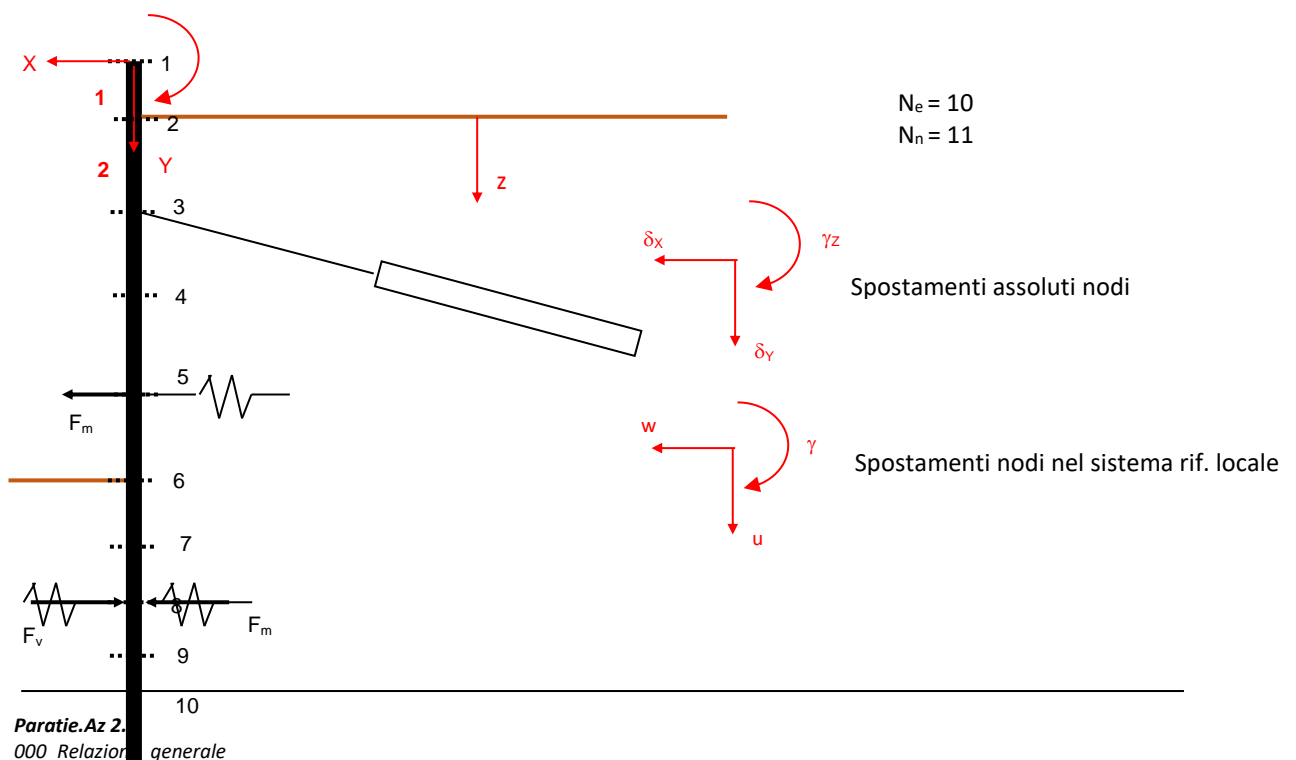 X
1
1
2
2
Y
z
3
4
5
F_m
6
7
8
F_v
F_m
9
10
N_e = 10
N_n = 11
δ_X
γ_Z
δ_Y
Spostamenti assoluti nodi
w
γ
u
Spostamenti nodi nel sistema rif. locale
Paratie.Az 2.
000 Relazion generale